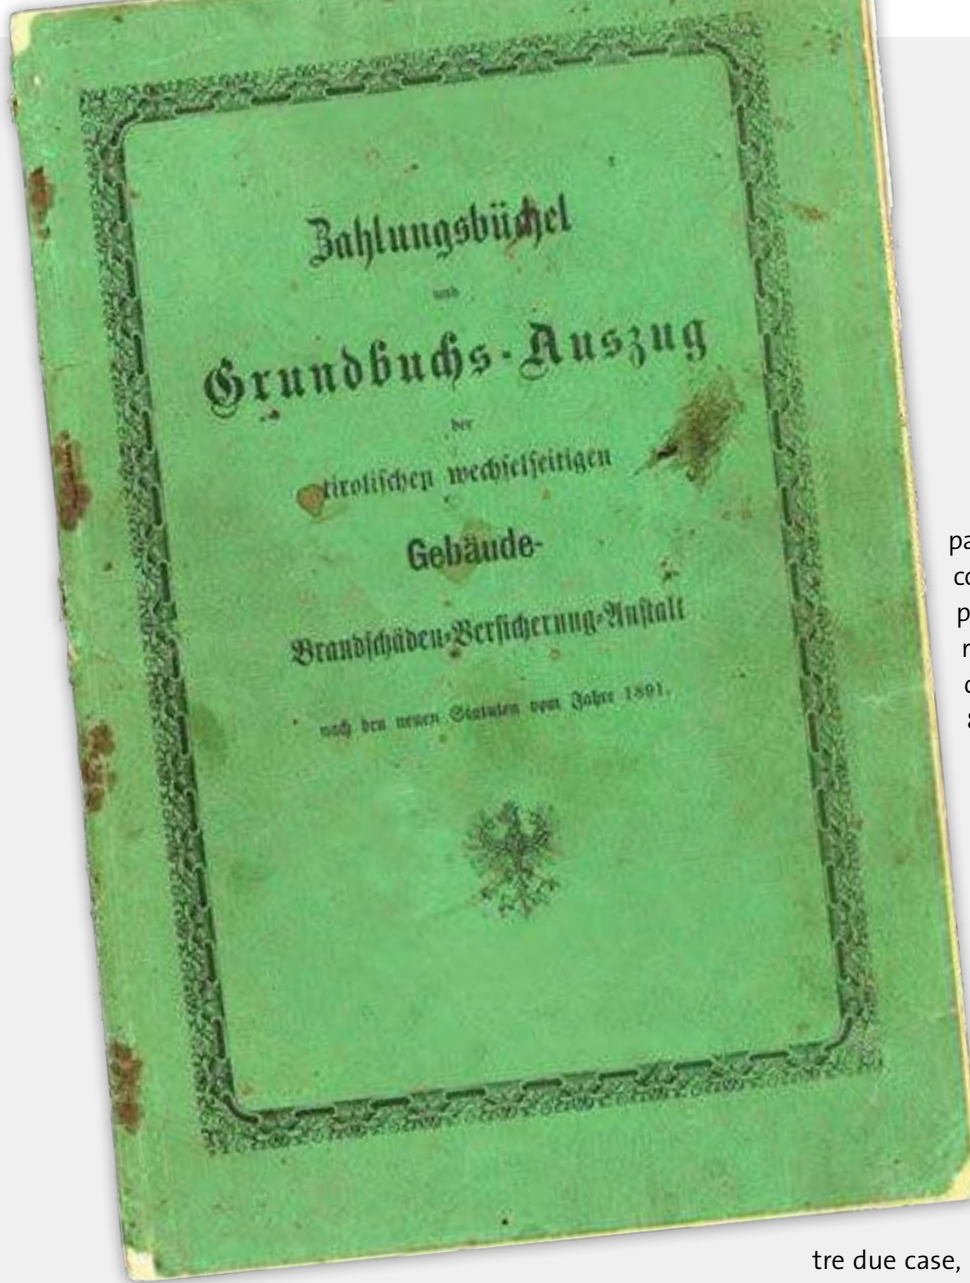 Zahlungsbüchel
und
Grundbuchs-Auszug
der
tirolischen wechselseitigen
Gebäude-
Brandschäden-Versicherung-Anstalt
nach den neuen Statuten vom Jahre 1891.
tre due case,